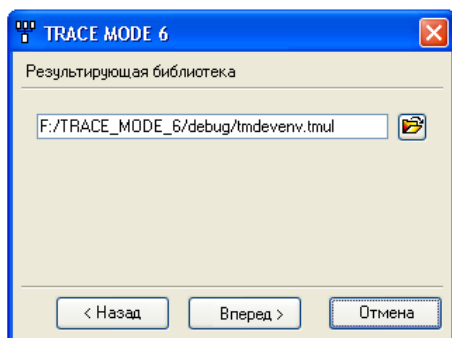 TRACE MODE 6
Результирующая библиотека
F:/TRACE_MODE_6/debug/tmdevenv.tmul
< Назад Вперед > Отмена